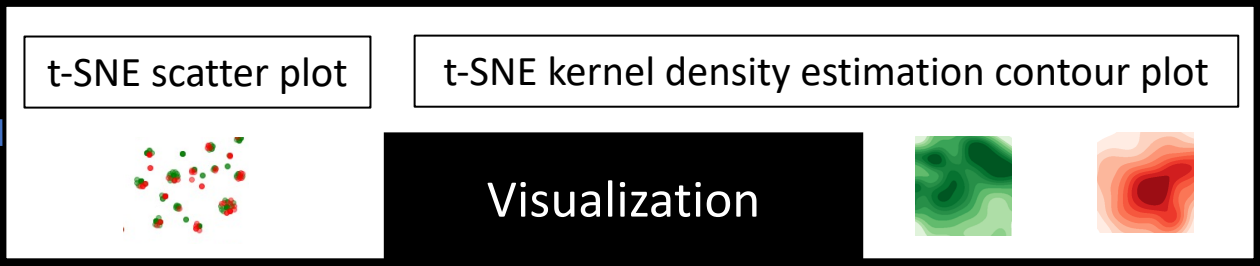 t-SNE scatter plot
t-SNE kernel density estimation contour plot
Visualization